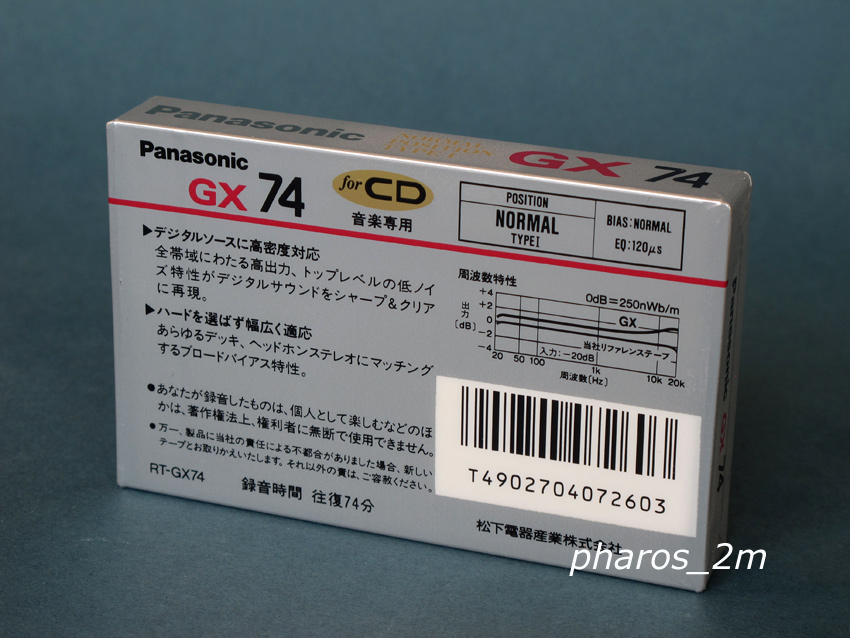 Panasonic
GX 74
Panasonic
GX 74
for CD
音楽専用
POSITION
NORMAL
TYPE I
BIAS:NORMAL
EQ:120μs
▶デジタルソースに高密度対応
全帯域にわたる高出力、トップレベルの低ノイ
ズ特性がデジタルサウンドをシャープ&クリア
に再現。
▶ハードを選ばず幅広く適応
あらゆるデッキ、ヘッドホンステレオにマッチング
するブロードバイアス特性。
周波数特性
0dB=250nWb/m
出力(dB)
+4
+2
0
-2
-4
GX
当社リファレンステープ
入力:-20dB
20 50 100 1k 10k 20k
周波数(Hz)
●あなたが録音したものは、個人として楽しむなどのほ
かは、著作権法上、権利者に無断で使用できません。
●万一、製品に当社の責任による不都合がありました場合、新しい
テープとお取りかえいたします。それ以外の責は、ご容赦ください。
RT-GX74
録音時間 往復74分
T4902704072603
松下電器産業株式会社
Panasonic GX 74
pharos_2m